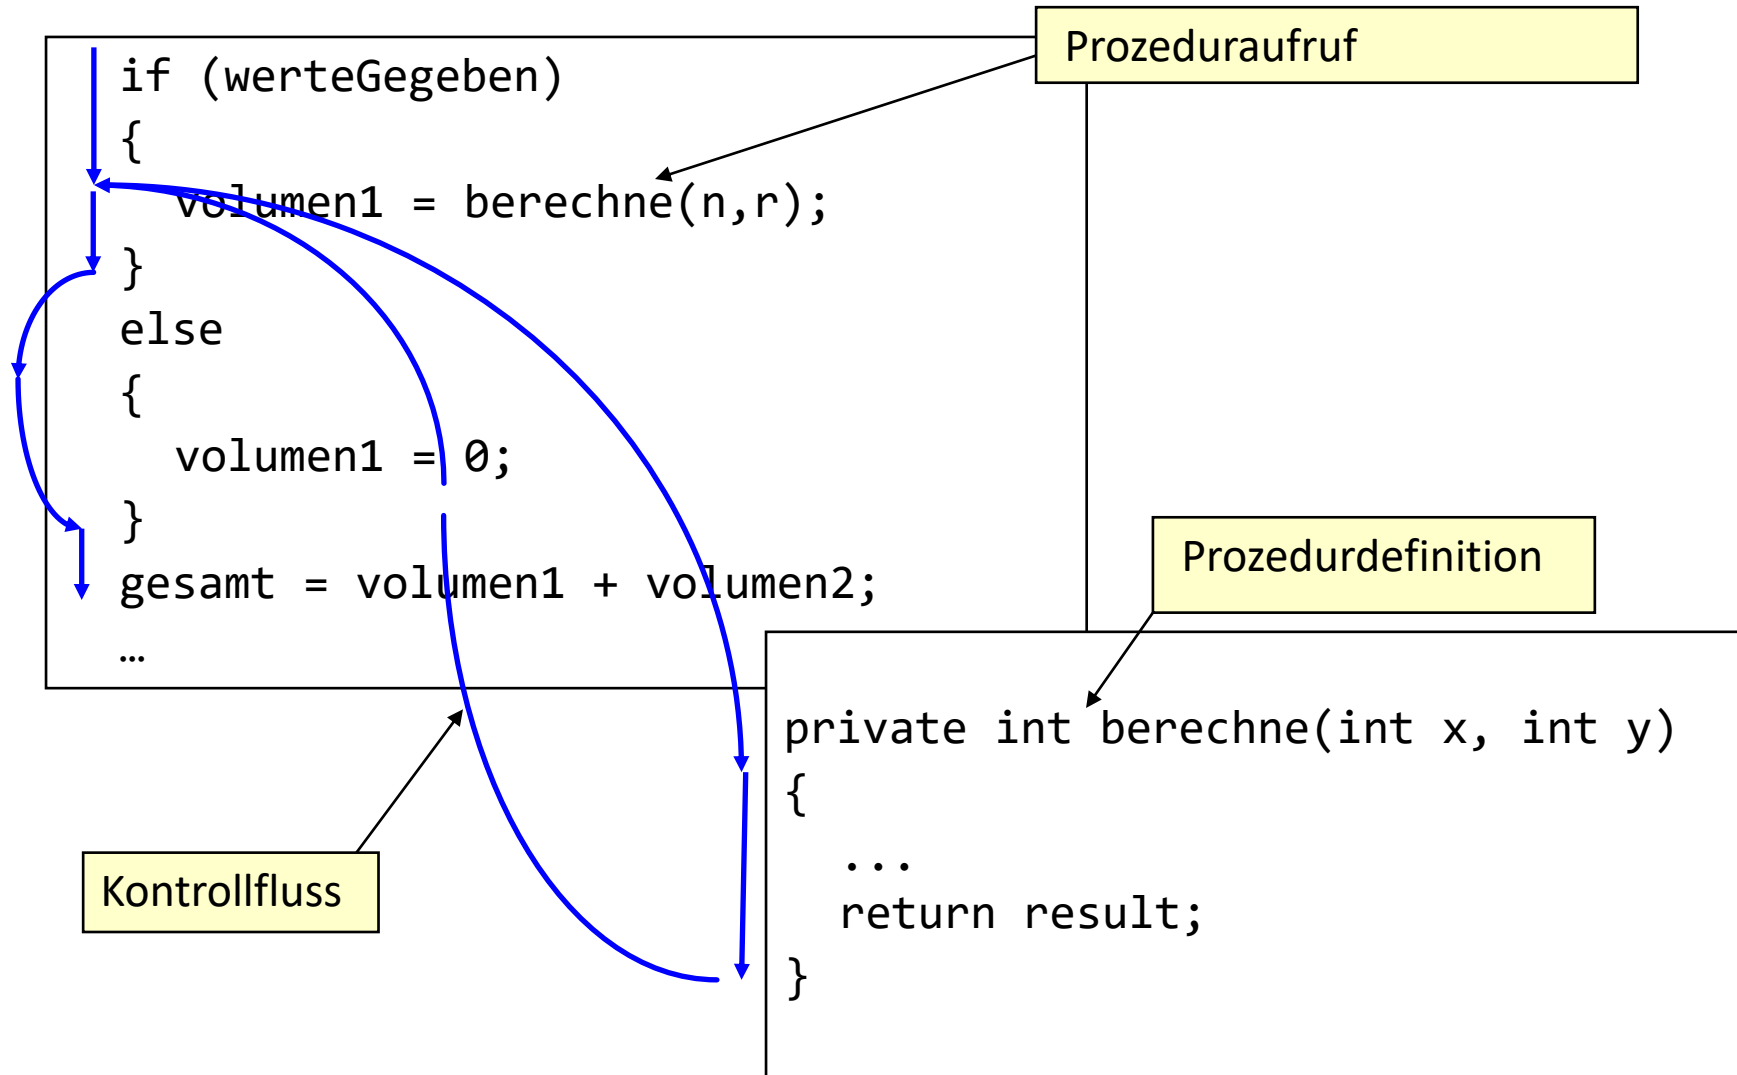 Prozeduraufruf
if (werteGegeben)
{
volumen1 = berechne(n,r);
}
else
{
volumen1 = 0;
}
gesamt = volumen1 + volumen2;
…
Prozedurdefinition
private int berechne(int x, int y)
{
...
return result;
}
Kontrollfluss